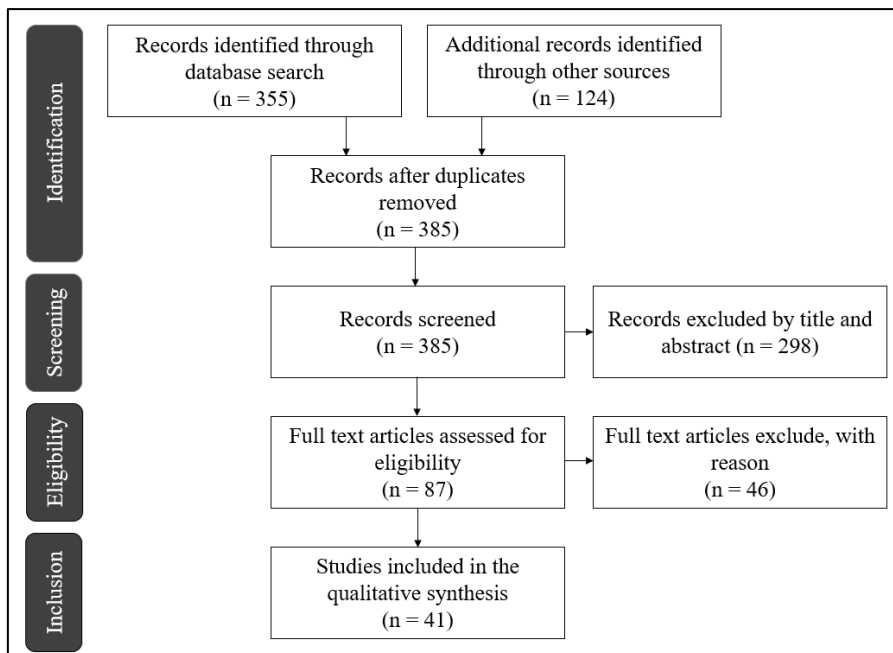 Identification
Records identified through
database search
(n = 355)
Additional records identified
through other sources
(n = 124)
Records after duplicates
removed
(n = 385)
Screening
Records screened
(n = 385)
Records excluded by title and
abstract (n = 298)
Eligibility
Full text articles assessed for
eligibility
(n = 87)
Full text articles exclude, with
reason
(n = 46)
Inclusion
Studies included in the
qualitative synthesis
(n = 41)